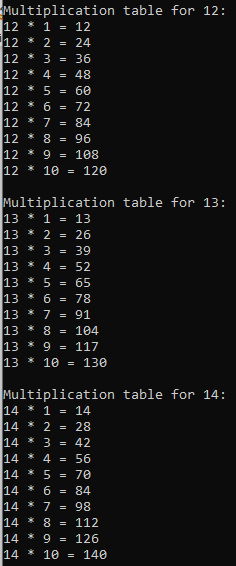 Multiplication table for 12:
12 * 1 = 12
12 * 2 = 24
12 * 3 = 36
12 * 4 = 48
12 * 5 = 60
12 * 6 = 72
12 * 7 = 84
12 * 8 = 96
12 * 9 = 108
12 * 10 = 120

Multiplication table for 13:
13 * 1 = 13
13 * 2 = 26
13 * 3 = 39
13 * 4 = 52
13 * 5 = 65
13 * 6 = 78
13 * 7 = 91
13 * 8 = 104
13 * 9 = 117
13 * 10 = 130

Multiplication table for 14:
14 * 1 = 14
14 * 2 = 28
14 * 3 = 42
14 * 4 = 56
14 * 5 = 70
14 * 6 = 84
14 * 7 = 98
14 * 8 = 112
14 * 9 = 126
14 * 10 = 140